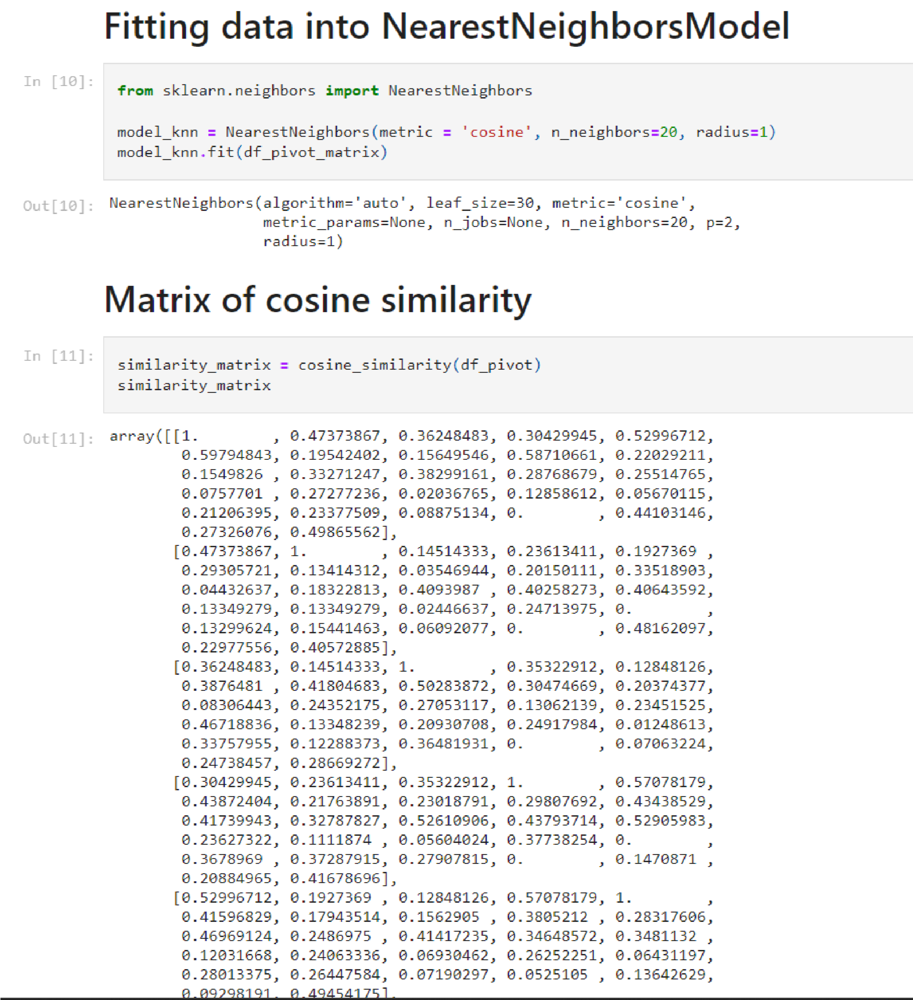 Fitting data into NearestNeighborsModel
In [10]:
from sklearn.neighbors import NearestNeighbors
model_knn = NearestNeighbors(metric = 'cosine', n_neighbors=20, radius=1)
model_knn.fit(df_pivot_matrix)
Out[10]: NearestNeighbors(algorithm='auto', leaf_size=30, metric='cosine',
metric_params=None, n_jobs=None, n_neighbors=20, p=2,
radius=1)
Matrix of cosine similarity
In [11]:
similarity_matrix = cosine_similarity(df_pivot)
similarity_matrix
Out[11]: array([[1.        , 0.47373867, 0.36248483, 0.30429945, 0.52996712,
0.59794843, 0.19542402, 0.15649546, 0.58710661, 0.22029211,
0.1549826 , 0.33271247, 0.38299161, 0.28768679, 0.25514765,
0.0757701 , 0.27277236, 0.02036765, 0.12858612, 0.05670115,
0.21206395, 0.23377509, 0.08875134, 0.        , 0.44103146,
0.27326076, 0.49865562],
[0.47373867, 1.        , 0.14514333, 0.23613411, 0.1927369 ,
0.29305721, 0.13414312, 0.03546944, 0.20150111, 0.33518903,
0.04432637, 0.18322813, 0.4093987 , 0.40258273, 0.40643592,
0.13349279, 0.13349279, 0.02446637, 0.24713975, 0.        ,
0.13299624, 0.15441463, 0.06092077, 0.        , 0.48162097,
0.22977556, 0.40572885],
[0.36248483, 0.14514333, 1.        , 0.35322912, 0.12848126,
0.3876481 , 0.41804683, 0.50283872, 0.30474669, 0.20374377,
0.08306443, 0.24352175, 0.27053117, 0.13062139, 0.23451525,
0.46718836, 0.13348239, 0.20930708, 0.24917984, 0.01248613,
0.33757955, 0.12288373, 0.36481931, 0.        , 0.07063224,
0.24738457, 0.28669272],
[0.30429945, 0.23613411, 0.35322912, 1.        , 0.57078179,
0.43872404, 0.21763891, 0.23018791, 0.29807692, 0.43438529,
0.41739943, 0.32787827, 0.52610906, 0.43793714, 0.52905983,
0.23627322, 0.1111874 , 0.05604024, 0.37738254, 0.        ,
0.3678969 , 0.37287915, 0.27907815, 0.        , 0.1470871 ,
0.20884965, 0.41678696],
[0.52996712, 0.1927369 , 0.12848126, 0.57078179, 1.        ,
0.41596829, 0.17943514, 0.1562905 , 0.3805212 , 0.28317606,
0.46969124, 0.2486975 , 0.41417235, 0.34648572, 0.3481132 ,
0.12031668, 0.24063336, 0.06930462, 0.26252251, 0.06431197,
0.28013375, 0.26447584, 0.07190297, 0.0525105 , 0.13642629,
0.09298191, 0.49454175],